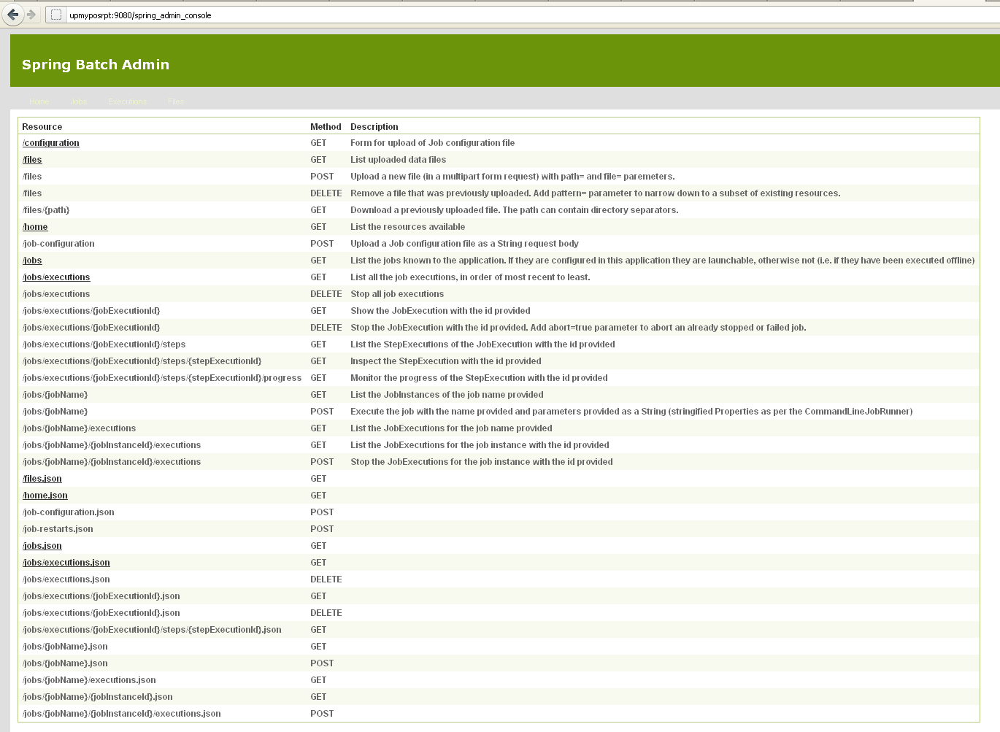 upmyposrpt:9080/spring_admin_console
Spring Batch Admin
Home Jobs Executions Files
Resource Method Description
/configuration GET Form for upload of Job configuration file
/files GET List uploaded data files
/files POST Upload a new file (in a multipart form request) with path= and file= paremeters.
/files DELETE Remove a file that was previously uploaded. Add pattern= parameter to narrow down to a subset of existing resources.
/files/{path} GET Download a previously uploaded file. The path can contain directory separators.
/home GET List the resources available
/job-configuration POST Upload a Job configuration file as a String request body
/jobs GET List the jobs known to the application. If they are configured in this application they are launchable, otherwise not (i.e. if they have been executed offline)
/jobs/executions GET List all the job executions, in order of most recent to least.
/jobs/executions DELETE Stop all job executions
/jobs/executions/{jobExecutionId} GET Show the JobExecution with the id provided
/jobs/executions/{jobExecutionId} DELETE Stop the JobExecution with the id provided. Add abort=true parameter to abort an already stopped or failed job.
/jobs/executions/{jobExecutionId}/steps GET List the StepExecutions of the JobExecution with the id provided
/jobs/executions/{jobExecutionId}/steps/{stepExecutionId} GET Inspect the StepExecution with the id provided
/jobs/executions/{jobExecutionId}/steps/{stepExecutionId}/progress GET Monitor the progress of the StepExecution with the id provided
/jobs/{jobName} GET List the JobInstances of the job name provided
/jobs/{jobName} POST Execute the job with the name provided and parameters provided as a String (stringified Properties as per the CommandLineJobRunner)
/jobs/{jobName}/executions GET List the JobExecutions for the job name provided
/jobs/{jobName}/{jobInstanceId}/executions GET List the JobExecutions for the job instance with the id provided
/jobs/{jobName}/{jobInstanceId}/executions POST Stop the JobExecutions for the job instance with the id provided
/files.json GET
/home.json GET
/job-configuration.json POST
/job-restarts.json POST
/jobs.json GET
/jobs/executions.json GET
/jobs/executions.json DELETE
/jobs/executions/{jobExecutionId}.json GET
/jobs/executions/{jobExecutionId}.json DELETE
/jobs/executions/{jobExecutionId}/steps/{stepExecutionId}.json GET
/jobs/{jobName}.json GET
/jobs/{jobName}.json POST
/jobs/{jobName}/executions.json GET
/jobs/{jobName}/{jobInstanceId}.json GET
/jobs/{jobName}/{jobInstanceId}/executions.json POST